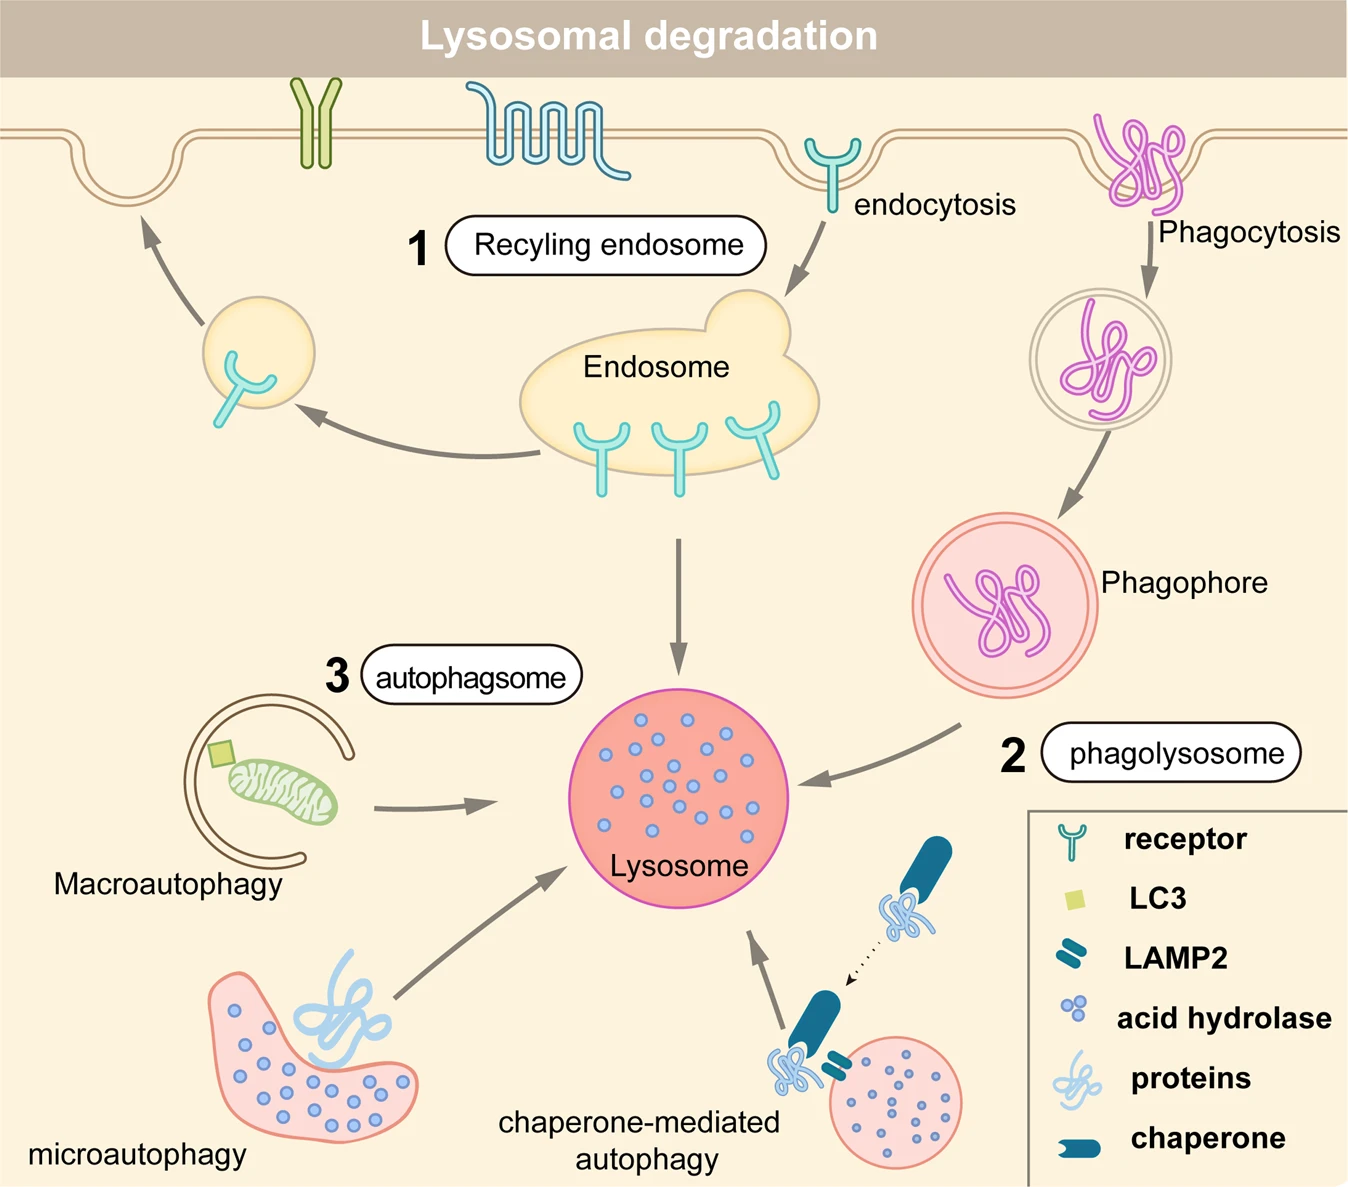 Lysosomal degradation
endocytosis
Phagocytosis
1
Recyling endosome
Endosome
Phagophore
3
autophagsome
2
phagolysosome
Lysosome
Macroautophagy
microautophagy
chaperone-mediated
autophagy
receptor
LC3
LAMP2
acid hydrolase
proteins
chaperone